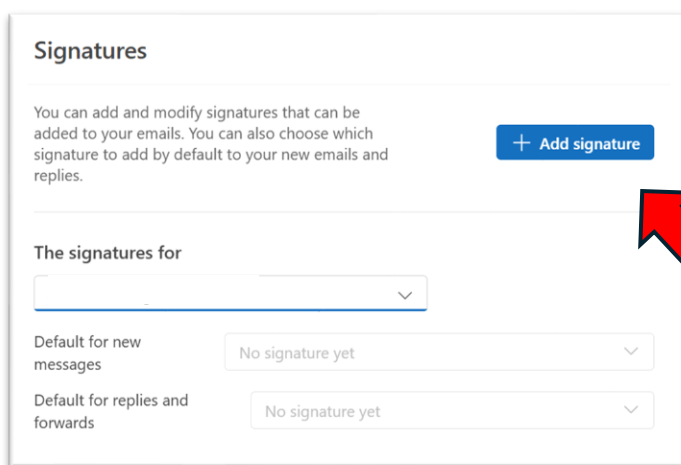 Signatures
You can add and modify signatures that can be
added to your emails. You can also choose which
signature to add by default to your new emails and
replies.
+ Add signature
The signatures for
Default for new
messages
No signature yet
Default for replies and
forwards
No signature yet